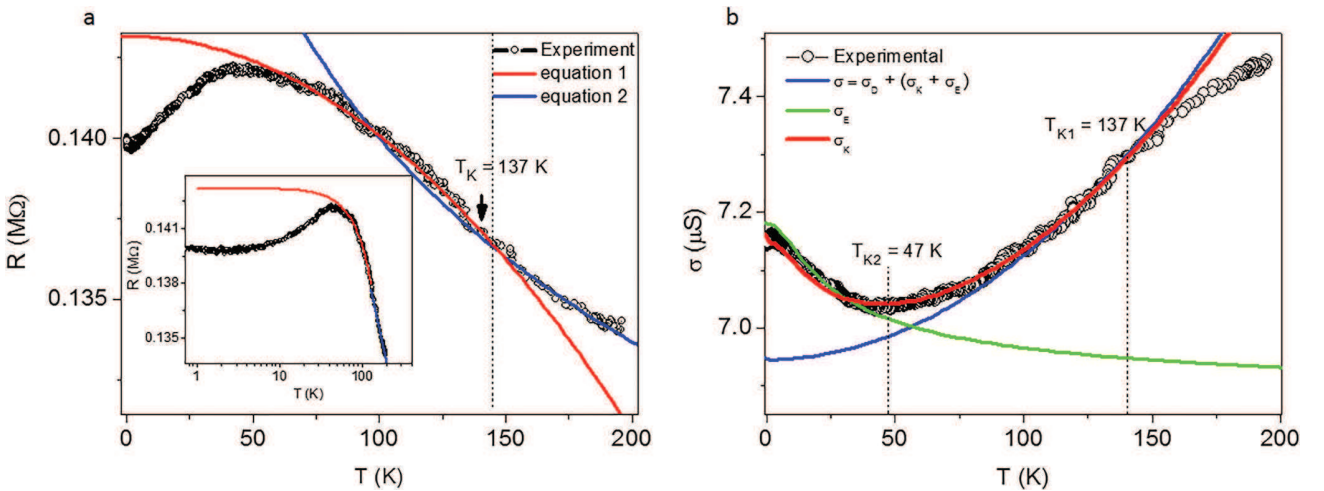 a
R (MΩ)
0.140
0.135
0 50 100 150 200
T (K)
Experiment
equation 1
equation 2
T_K = 137 K
R (MΩ)
0.141
0.138
0.135
1 10 100
T (K)
b
σ (µS)
7.4
7.2
7.0
0 50 100 150 200
T (K)
Experimental
σ = σ_D + (σ_K + σ_E)
σ_E
σ_K
T_K1 = 137 K
T_K2 = 47 K